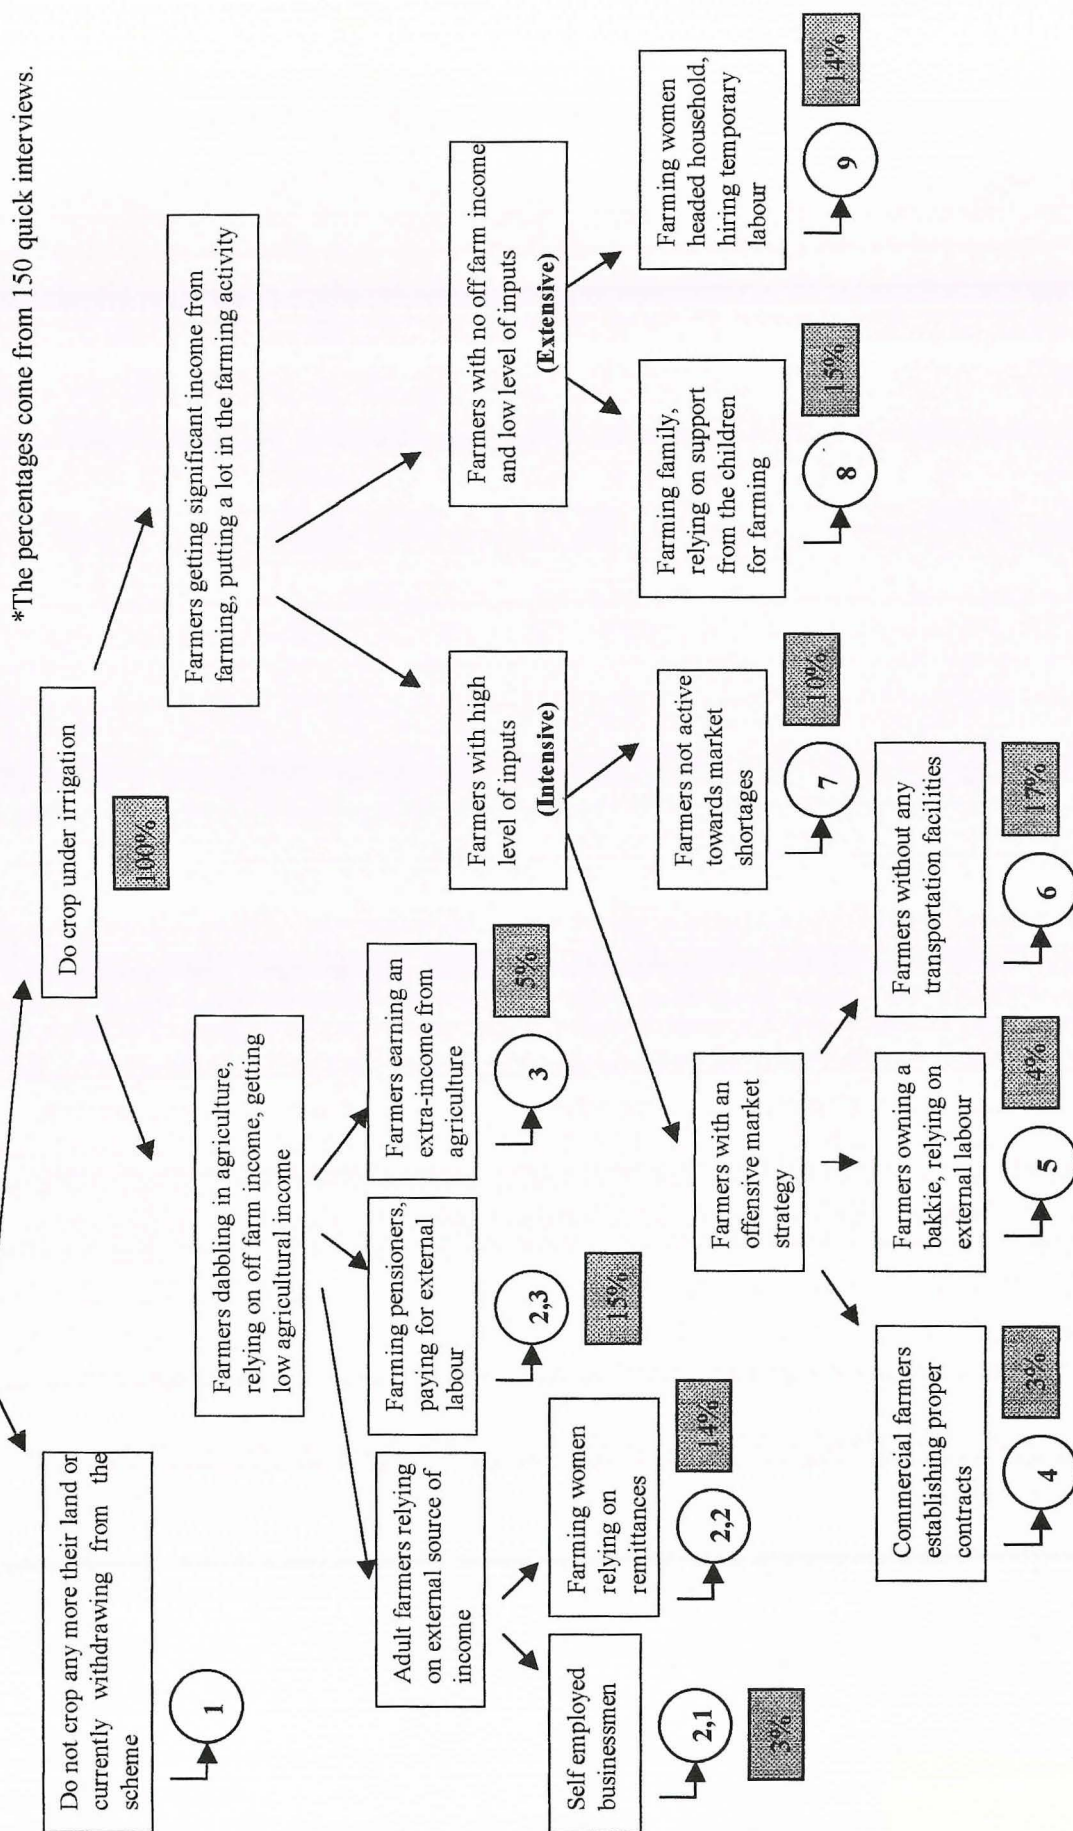 *The percentages come from 150 quick interviews.
Do not crop any more their land or
currently withdrawing from the
scheme
1
Do crop under irrigation
100%
Farmers dabbling in agriculture,
relying on off farm income, getting
low agricultural income
Farmers getting significant income from
farming, putting a lot in the farming activity
Adult farmers relying
on external source of
income
Farming pensioners,
paying for external
labour
2,3
15%
Farmers earning an
extra-income from
agriculture
3
5%
Farmers with high
level of inputs
(Intensive)
Farmers with no off farm income
and low level of inputs
(Extensive)
Self employed
businessmen
2,1
3%
Farming women
relying on
remittances
2,2
14%
Farmers with an
offensive market
strategy
Farmers not active
towards market
shortages
7
10%
Farming family,
relying on support
from the children
for farming
8
15%
Farming women
headed household,
hiring temporary
labour
9
14%
Commercial farmers
establishing proper
contracts
4
3%
Farmers owning a
bakkie, relying on
external labour
5
4%
Farmers without any
transportation facilities
6
17%